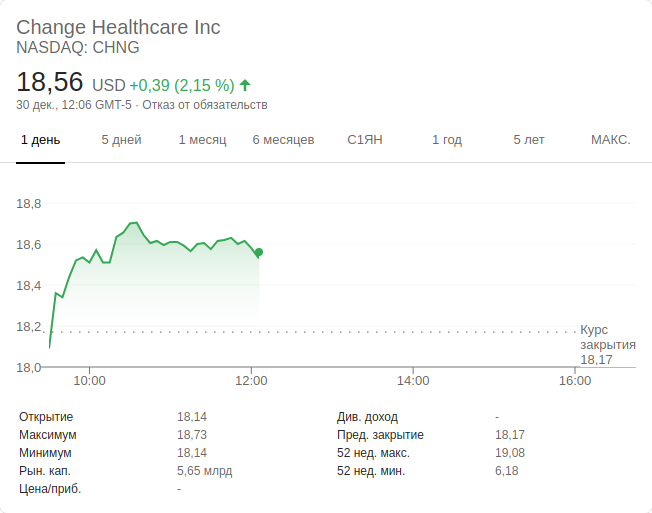 Change Healthcare Inc
NASDAQ: CHNG
18,56 USD +0,39 (2,15 %)
30 дек., 12:06 GMT-5 · Отказ от обязательств
1 день 5 дней 1 месяц 6 месяцев С1ЯН 1 год 5 лет МАКС.
18,8
18,6
18,4
18,2
18,0
Курс
закрытия
18,17
10:00 12:00 14:00 16:00
Открытие 18,14 Див. доход -
Максимум 18,73 Пред. закрытие 18,17
Минимум 18,14 52 нед. макс. 19,08
Рын. кап. 5,65 млрд 52 нед. мин. 6,18
Цена/приб. -